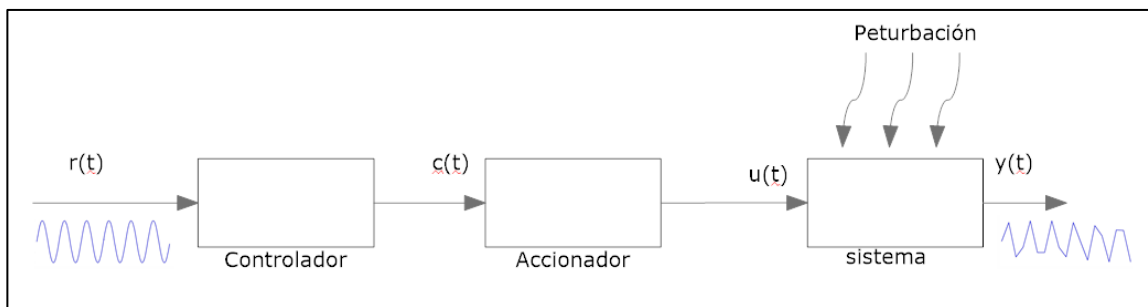 Peturbación
r(t)
c(t)
u(t)
y(t)
Controlador
Accionador
sistema